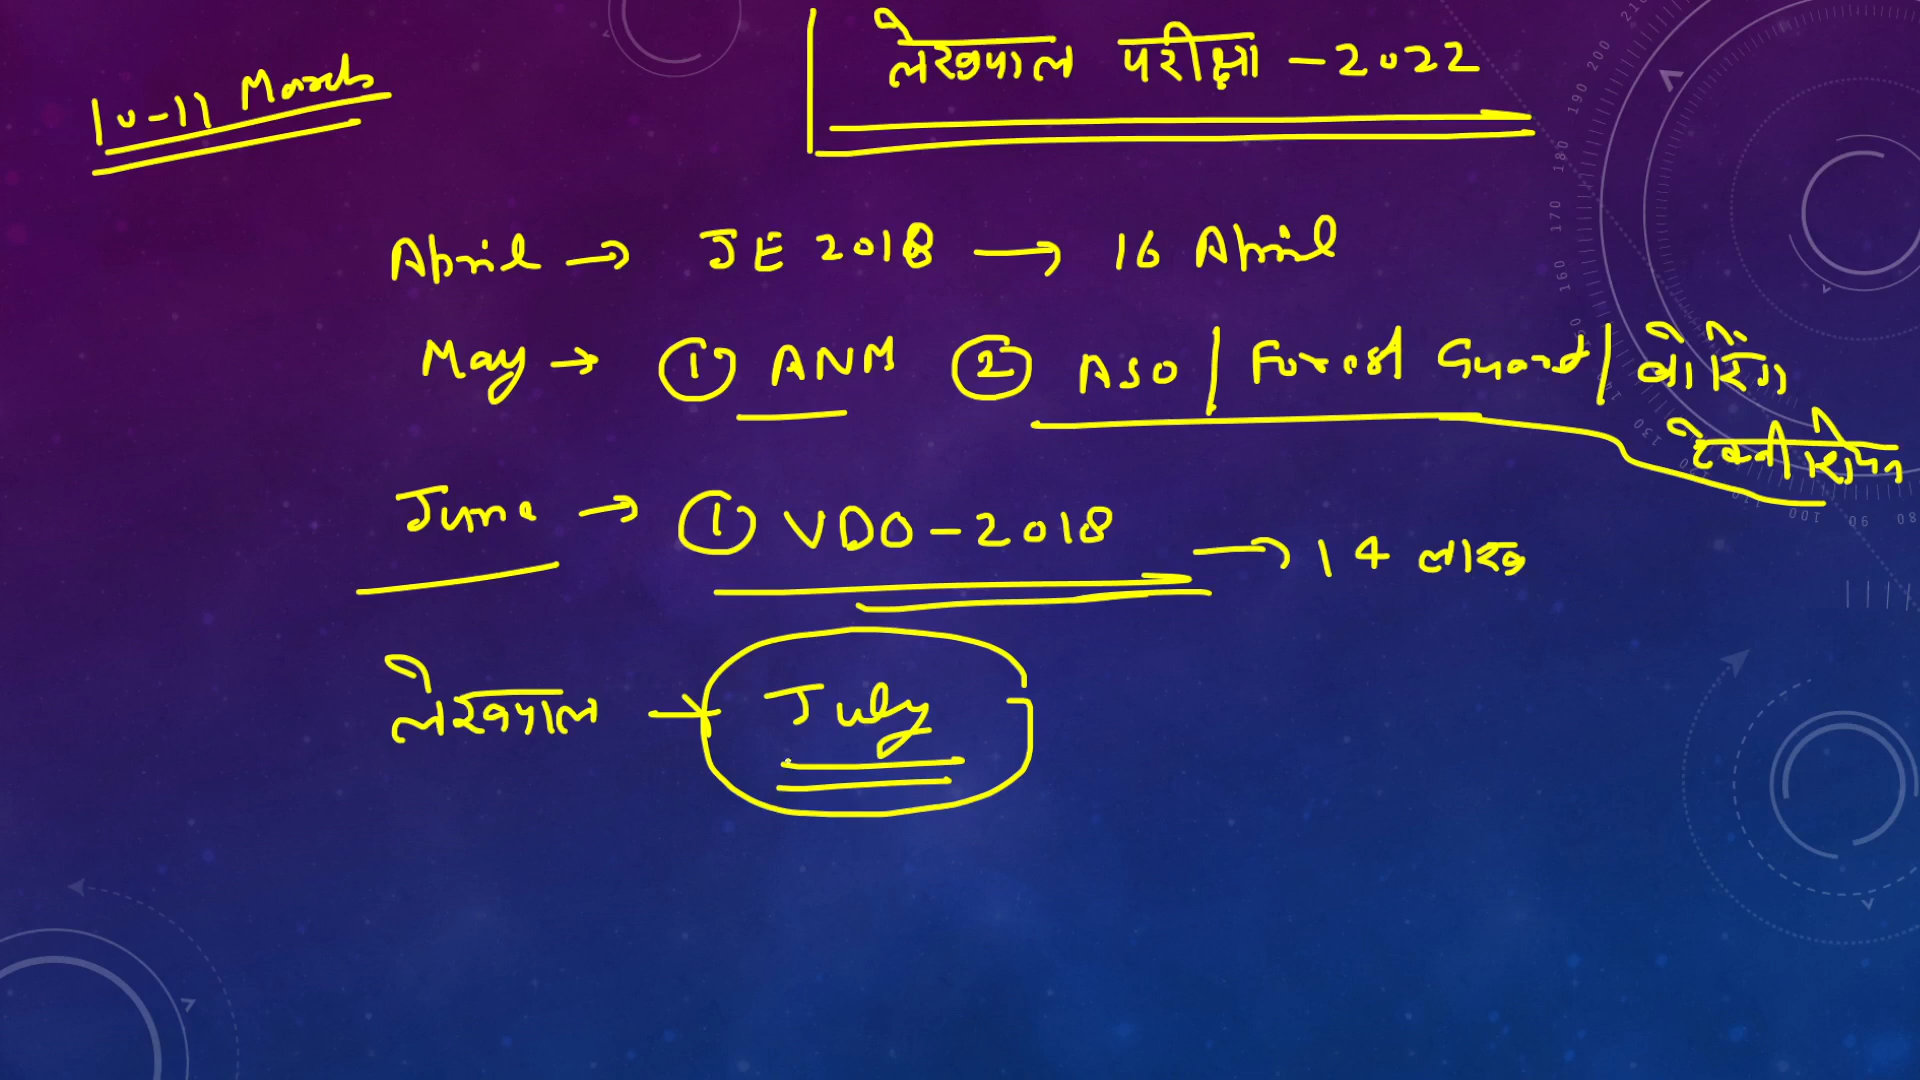 लेखपाल परीक्षा - 2022
10-11 March
April → JE 2018 → 16 April
May → ① ANM ② ASO / Forest Guard / बोरिंग
टेक्नीशियन
June → ① VDO - 2018 → 14 लाख
लेखपाल → July